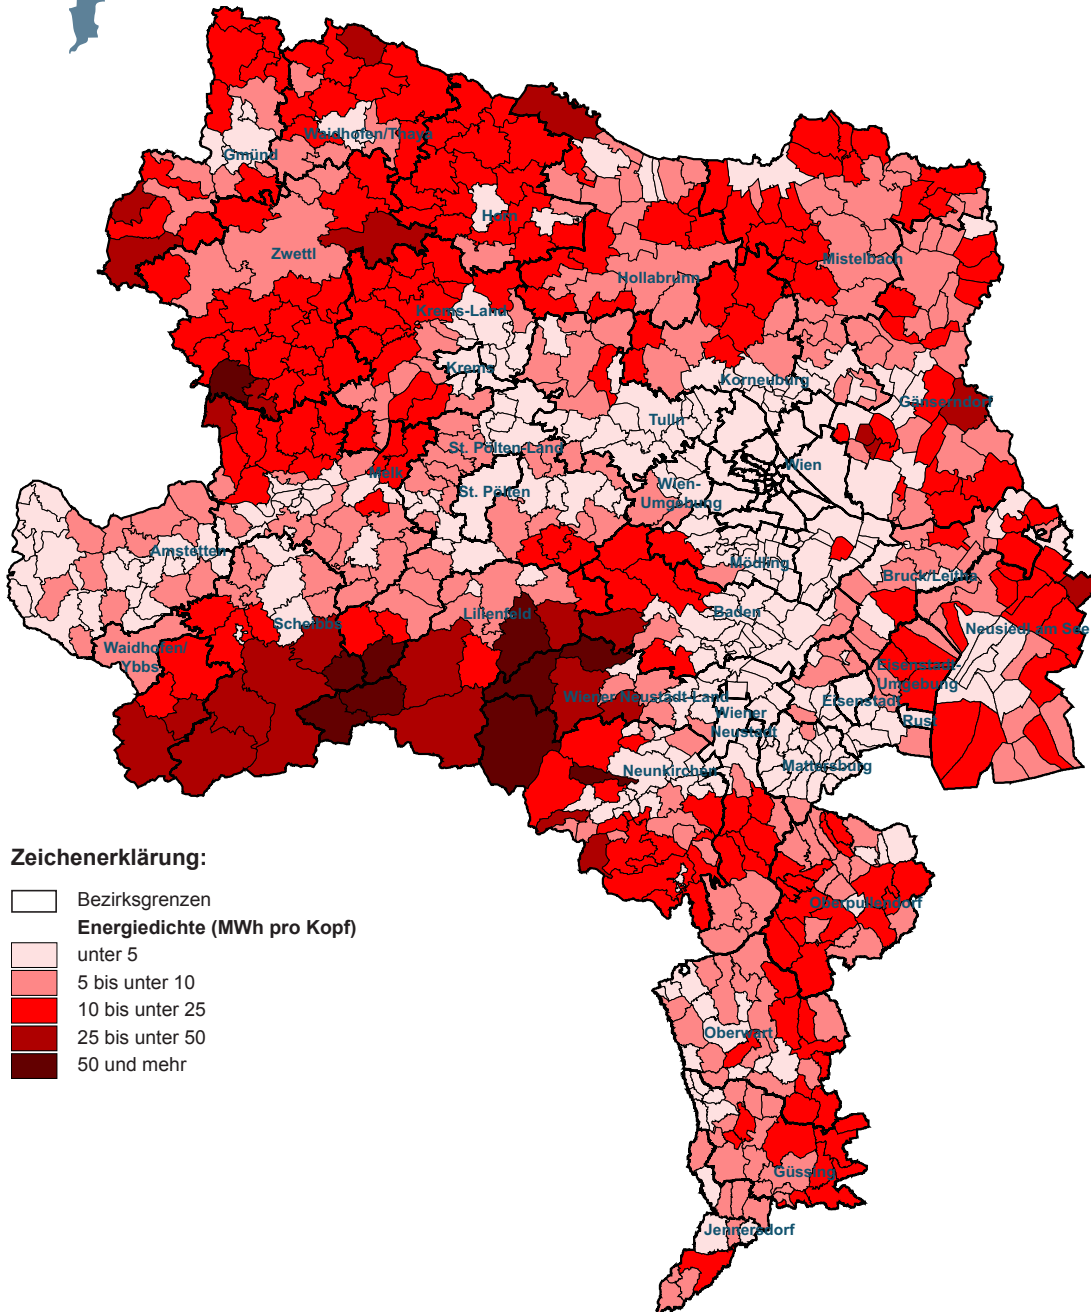 Waidhofen/Thaya
Gmünd
Horn
Zwettl
Mistelbach
Hollabrunn
Krems-Land
Krems
Korneuburg
Gänserndorf
Tulln
St. Pölten-Land
Wien
Melk
St. Pölten
Wien-
Umgebung
Amstetten
Mödling
Bruck/Leitha
Baden
Lilienfeld
Scheibbs
Neusiedl am See
Waidhofen/
Ybbs
Eisenstadt-
Umgebung
Wiener Neustadt-Land
Eisenstadt
Wiener
Neustadt
Rust
Neunkirchen
Mattersburg
Zeichenerklärung:
Bezirksgrenzen
Energiedichte (MWh pro Kopf)
unter 5
5 bis unter 10
10 bis unter 25
25 bis unter 50
50 und mehr
Oberpullendorf
Oberwart
Güssing
Jennersdorf